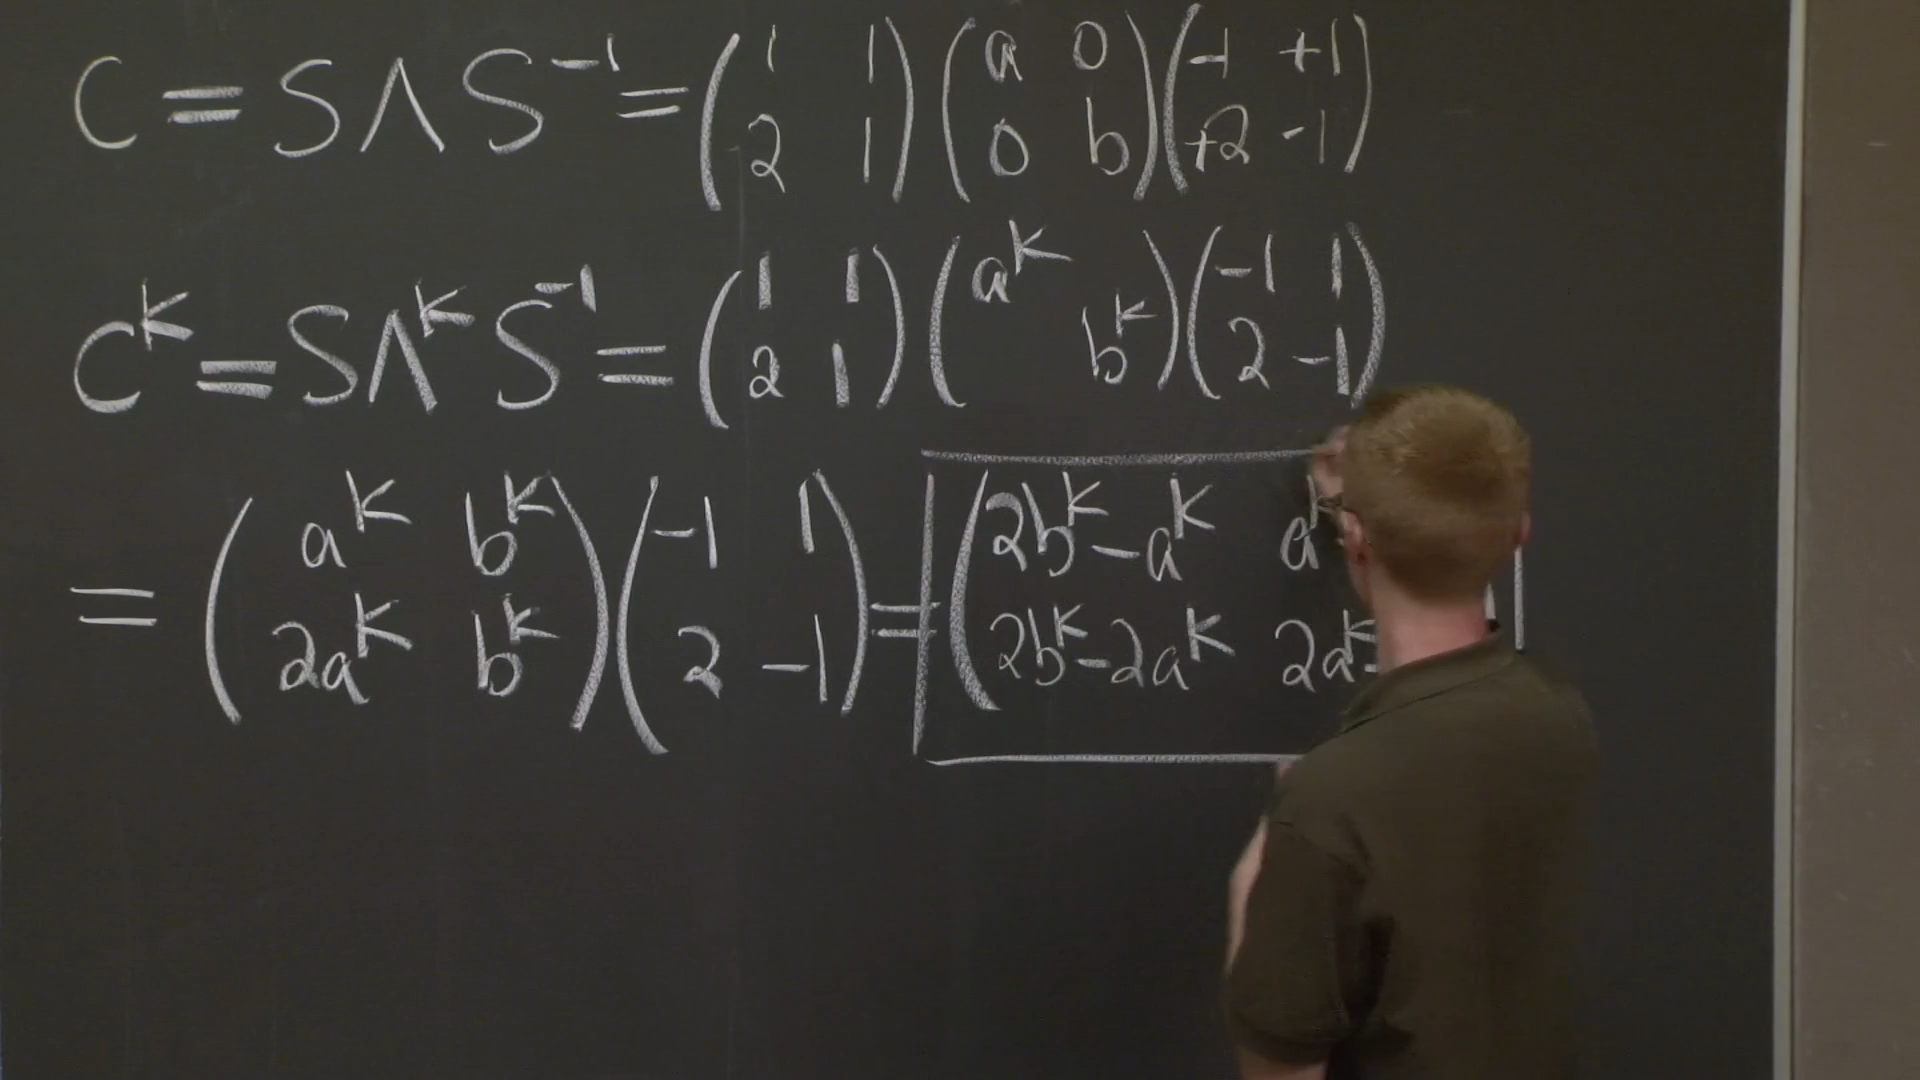 C = SΛS⁻¹ = (1 1; 2 1)(a 0; 0 b)(-1 +1; +2 -1)
Cᵏ = SΛᵏS⁻¹ = (1 1; 2 1)(aᵏ ; bᵏ)(-1 1; 2 -1)
= (aᵏ bᵏ; 2aᵏ bᵏ)(-1 1; 2 -1) = (2bᵏ-aᵏ aᵏ; 2bᵏ-2aᵏ 2aᵏ-